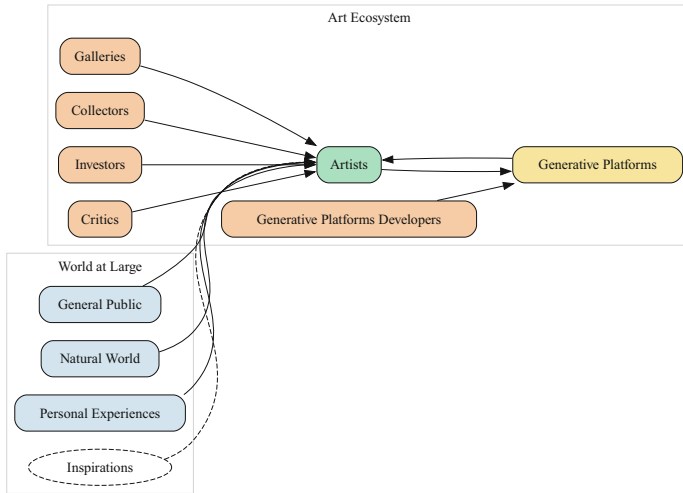 Art Ecosystem
Galleries
Collectors
Investors
Critics
Artists
Generative Platforms
Generative Platforms Developers
World at Large
General Public
Natural World
Personal Experiences
Inspirations